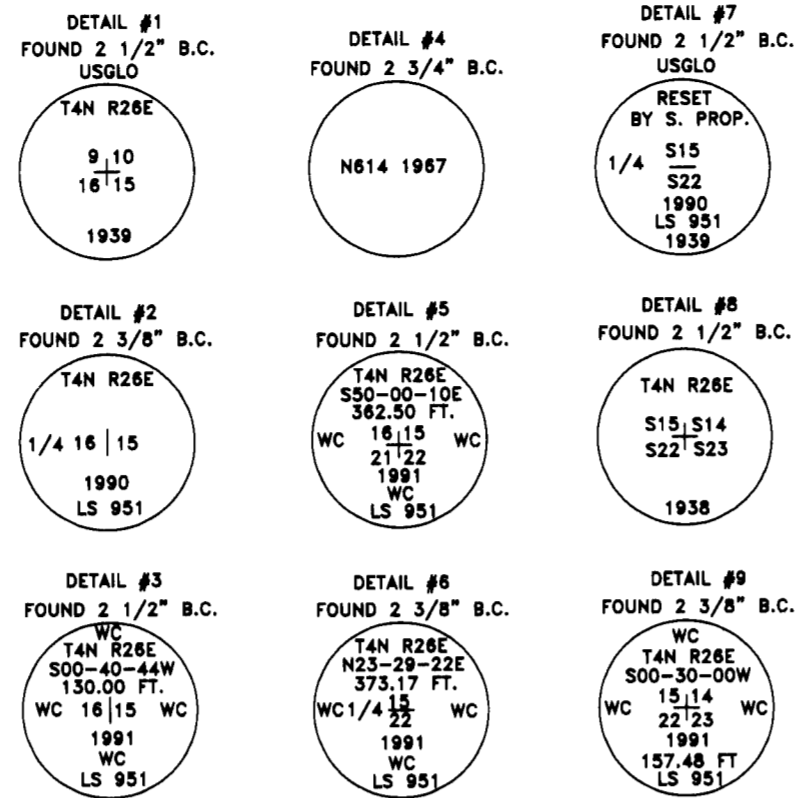 DETAIL #1
FOUND 2 1/2" B.C.
USGLO
T4N R26E
9 10
16 15
1939
DETAIL #4
FOUND 2 3/4" B.C.
N614 1967
DETAIL #7
FOUND 2 1/2" B.C.
USGLO
RESET
BY S. PROP.
1/4 S15
S22
1990
LS 951
1939
DETAIL #2
FOUND 2 3/8" B.C.
T4N R26E
1/4 16 | 15
1990
LS 951
DETAIL #5
FOUND 2 1/2" B.C.
T4N R26E
S50-00-10E
362.50 FT.
WC 16 15 WC
21 22
1991
WC
LS 951
DETAIL #8
FOUND 2 1/2" B.C.
T4N R26E
S15 S14
S22 S23
1938
DETAIL #3
FOUND 2 1/2" B.C.
WC
T4N R26E
S00-40-44W
130.00 FT.
WC 16 | 15 WC
1991
WC
LS 951
DETAIL #6
FOUND 2 3/8" B.C.
T4N R26E
N23-29-22E
373.17 FT.
WC 1/4 15 WC
22
1991
WC
LS 951
DETAIL #9
FOUND 2 3/8" B.C.
WC
T4N R26E
S00-30-00W
WC 15 14 WC
22 23
1991
157.48 FT
LS 951